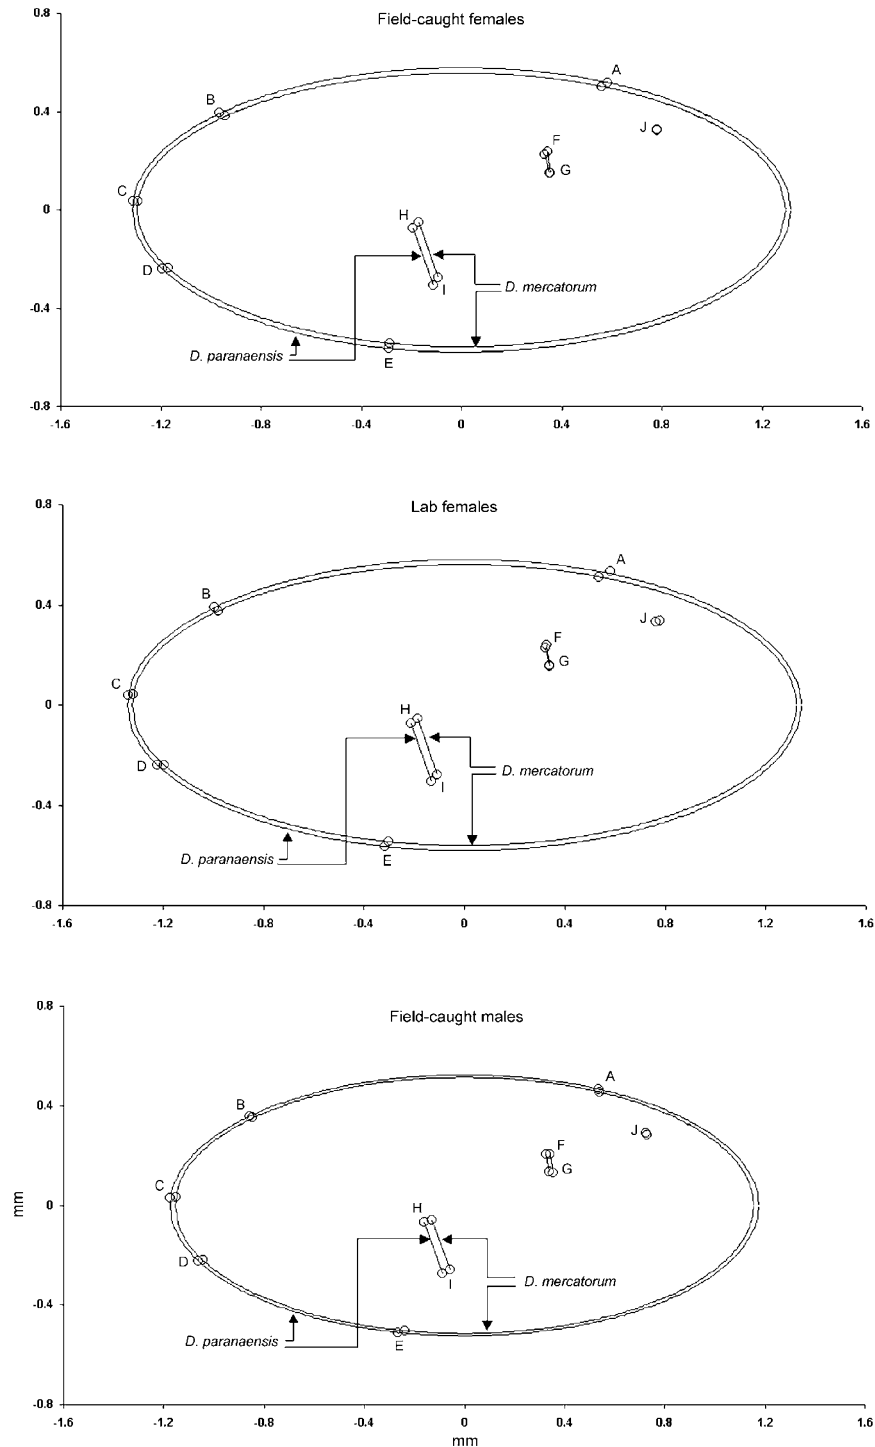 Field-caught females
0.8
A
B
0.4
J
F
G
C
H
0
D
I
D. mercatorum
-0.4
D. paranaensis
E
-0.8
-1.6 -1.2 -0.8 -0.4 0 0.4 0.8 1.2 1.6
0.8
Lab females
A
B
0.4
J
F
G
C
H
0
D
I
D. mercatorum
-0.4
D. paranaensis
E
-0.8
-1.6 -1.2 -0.8 -0.4 0 0.4 0.8 1.2 1.6
0.8
Field-caught males
A
B
0.4
J
F
G
C
H
0
mm
D
I
D. mercatorum
-0.4
D. paranaensis
E
-0.8
-1.6 -1.2 -0.8 -0.4 0 0.4 0.8 1.2 1.6
mm